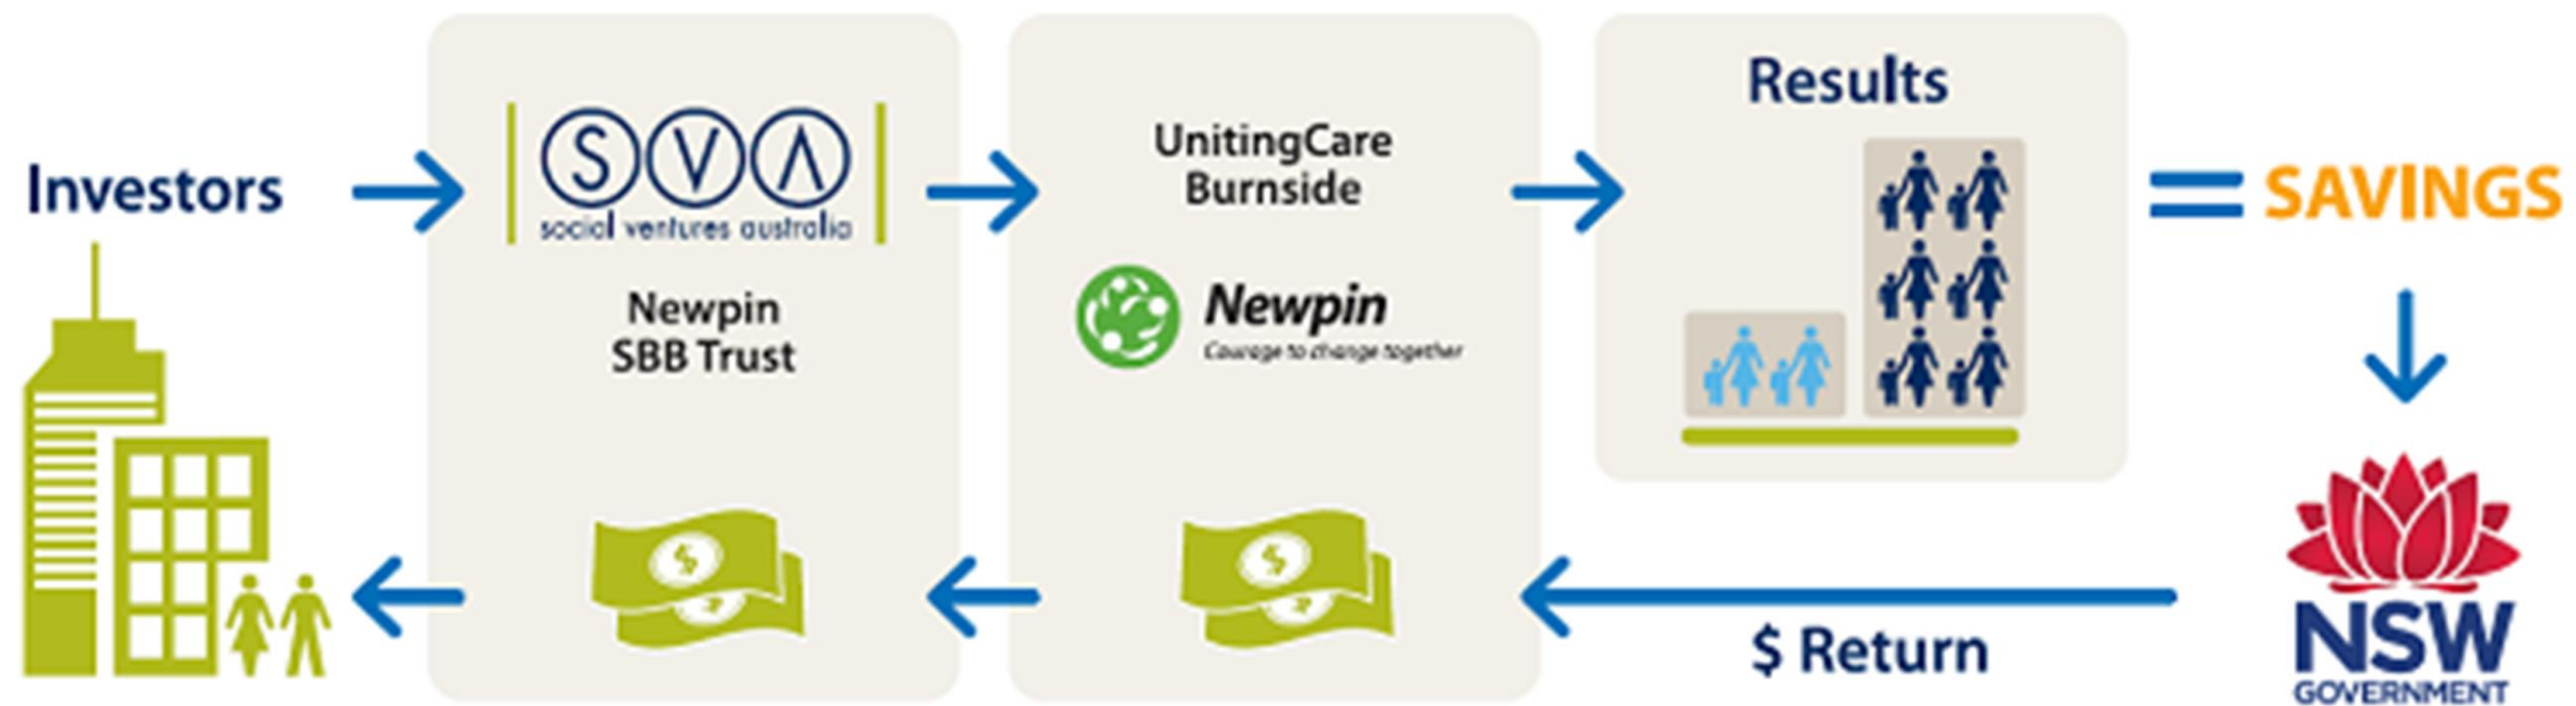 Investors
S V A
social ventures australia
Newpin
SBB Trust
UnitingCare
Burnside
Newpin
Courage to change together
Results
= SAVINGS
$
$
$ Return
NSW
GOVERNMENT